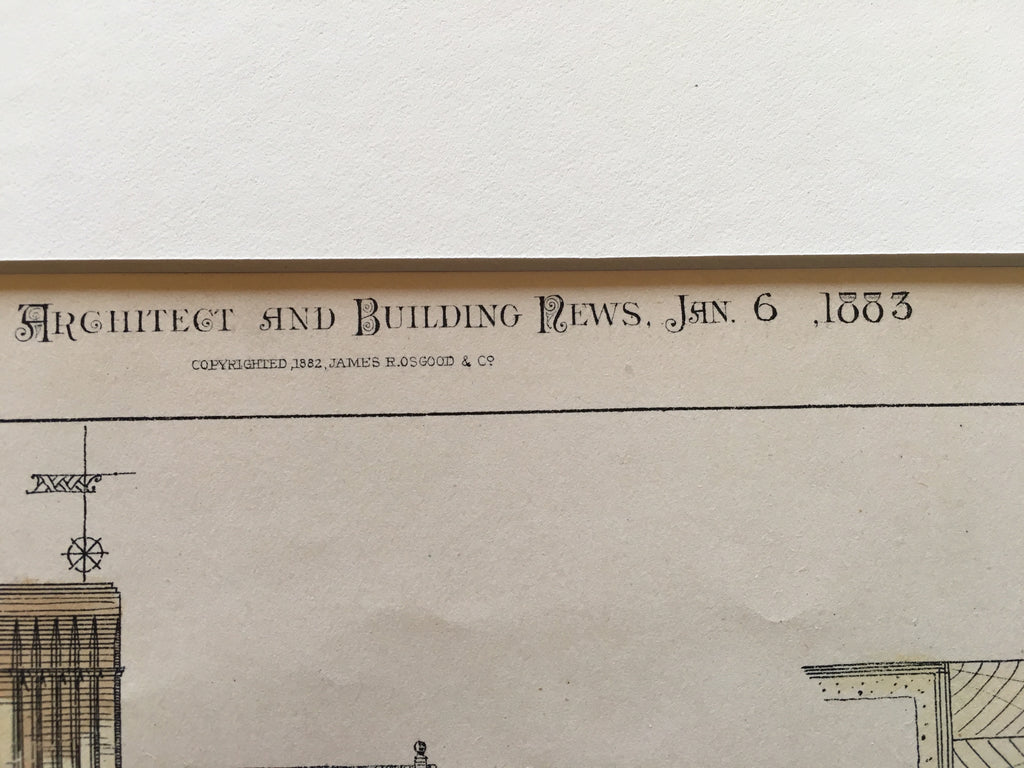 ARCHITECT AND BUILDING NEWS. JAN. 6 ,1883
COPYRIGHTED ,1882, JAMES R.OSGOOD & Cº